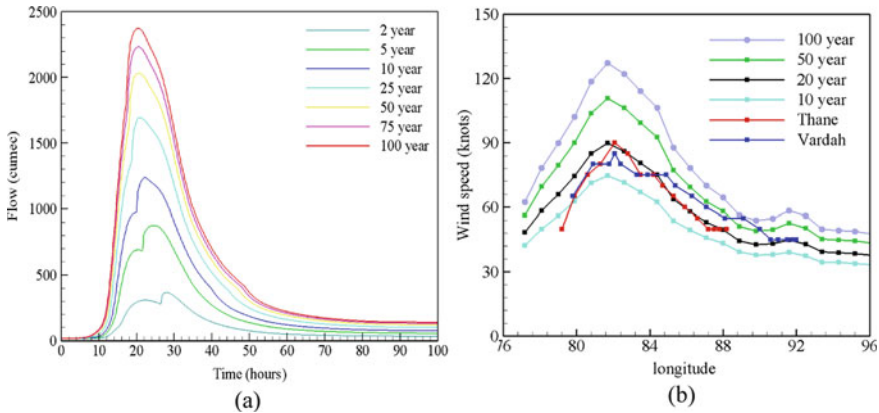 (a)
Flow (cumec)
2500
2000
1500
1000
500
0
0 10 20 30 40 50 60 70 80 90 100
Time (hours)
2 year
5 year
10 year
25 year
50 year
75 year
100 year
(a)
Wind speed (knots)
150
120
90
60
30
0
76 80 84 88 92 96
longitude
100 year
50 year
20 year
10 year
Thane
Vardah
(b)